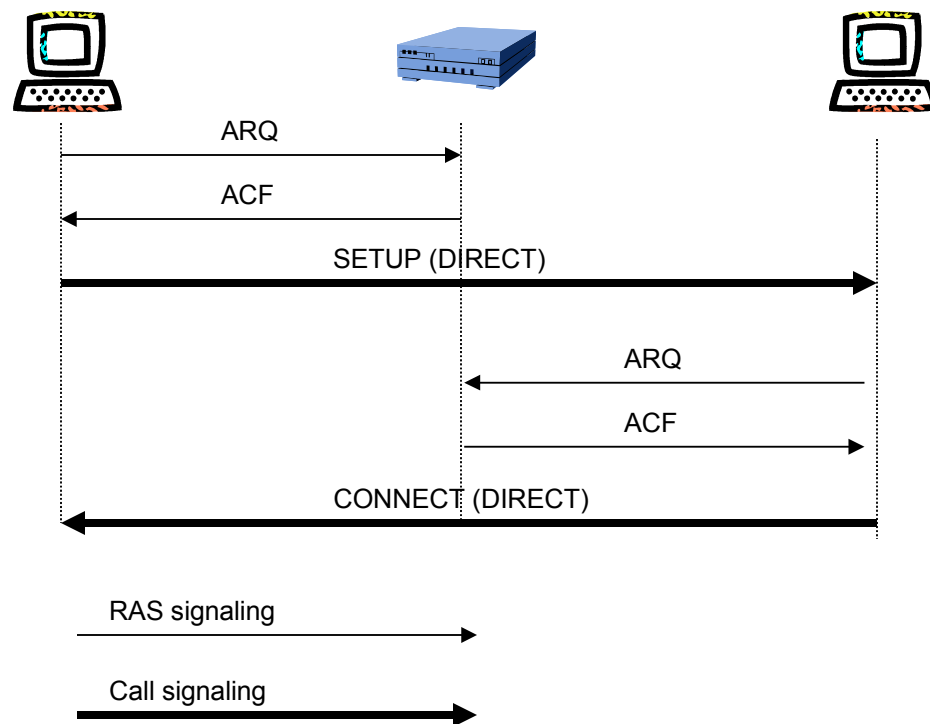 ARQ
ACF
SETUP (DIRECT)
ARQ
ACF
CONNECT (DIRECT)
RAS signaling
Call signaling